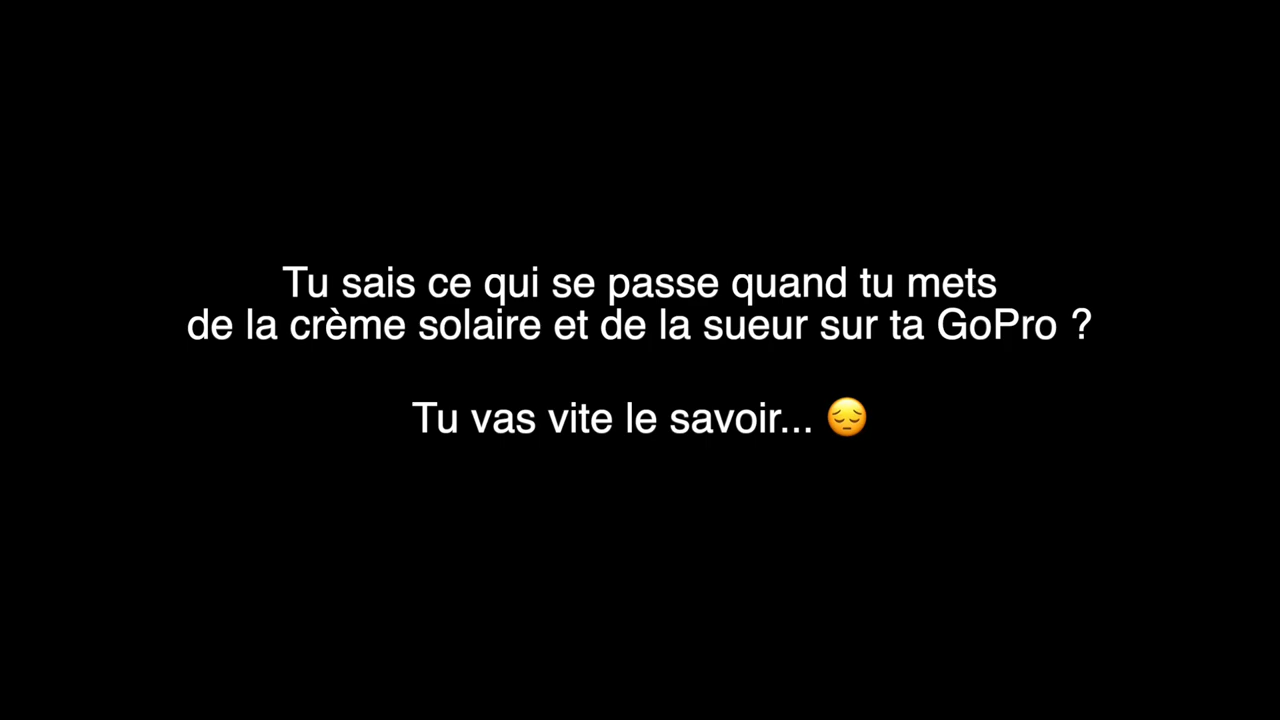 Tu sais ce qui se passe quand tu mets
de la crème solaire et de la sueur sur ta GoPro ?
Tu vas vite le savoir... 😔